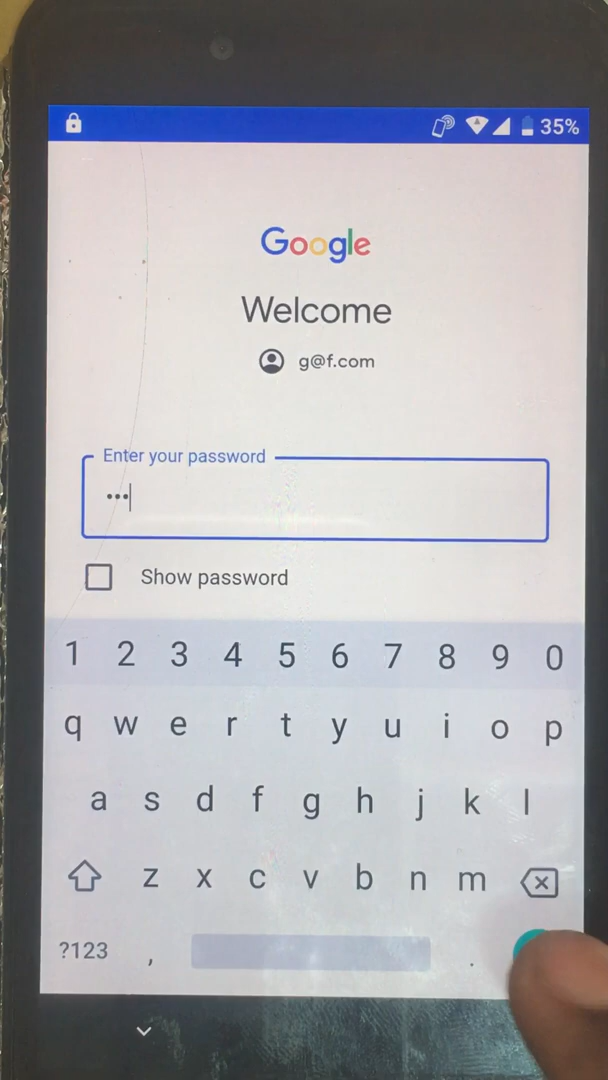 35%
Google
Welcome
g@f.com
Enter your password
•••
Show password
1 2 3 4 5 6 7 8 9 0
q w e r t y u i o p
a s d f g h j k l
z x c v b n m
?123 , .